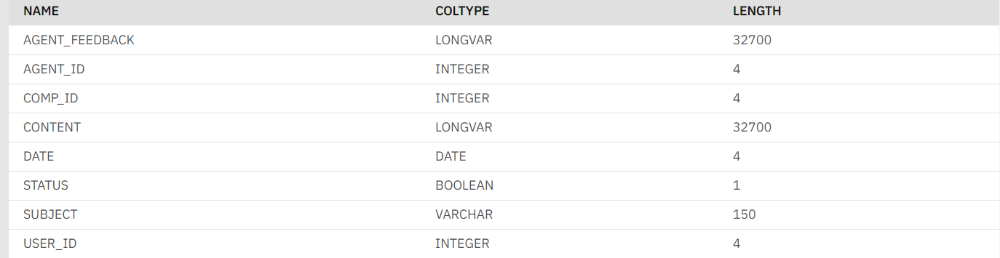 NAME COLTYPE LENGTH
AGENT_FEEDBACK LONGVAR 32700
AGENT_ID INTEGER 4
COMP_ID INTEGER 4
CONTENT LONGVAR 32700
DATE DATE 4
STATUS BOOLEAN 1
SUBJECT VARCHAR 150
USER_ID INTEGER 4